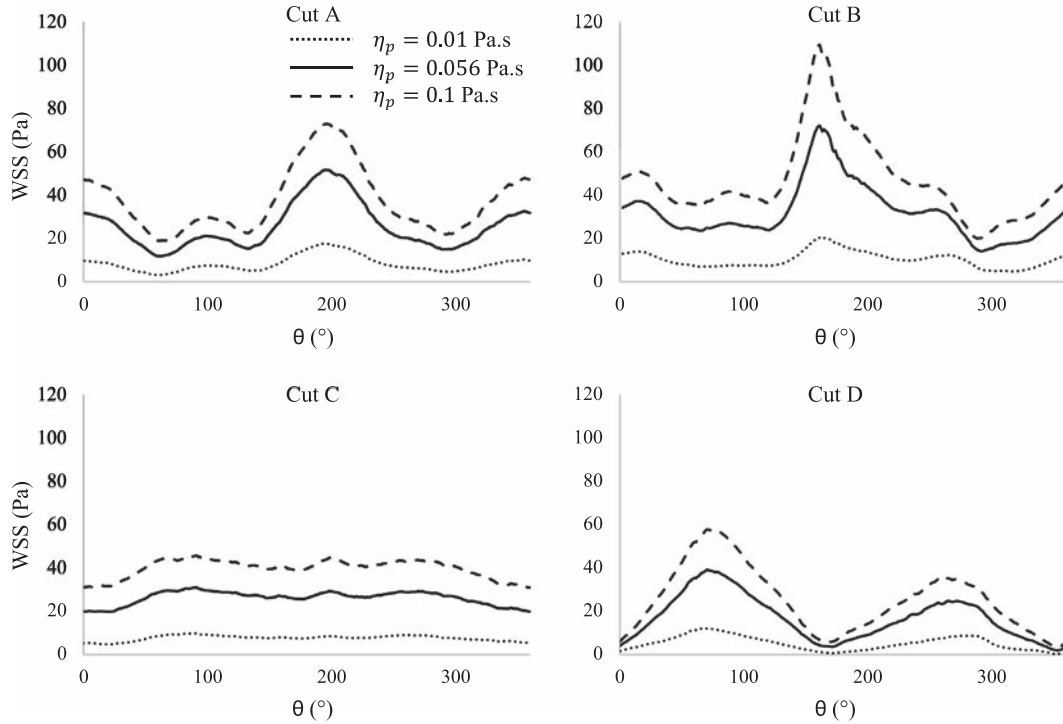 Cut A
η_p = 0.01 Pa.s
η_p = 0.056 Pa.s
η_p = 0.1 Pa.s
120
100
80
60
40
20
0
WSS (Pa)
0 100 200 300
θ (°)
Cut B
120
100
80
60
40
20
0
0 100 200 300
θ (°)
Cut C
120
100
80
60
40
20
0
WSS (Pa)
0 100 200 300
θ (°)
Cut D
120
100
80
60
40
20
0
0 100 200 300
θ (°)